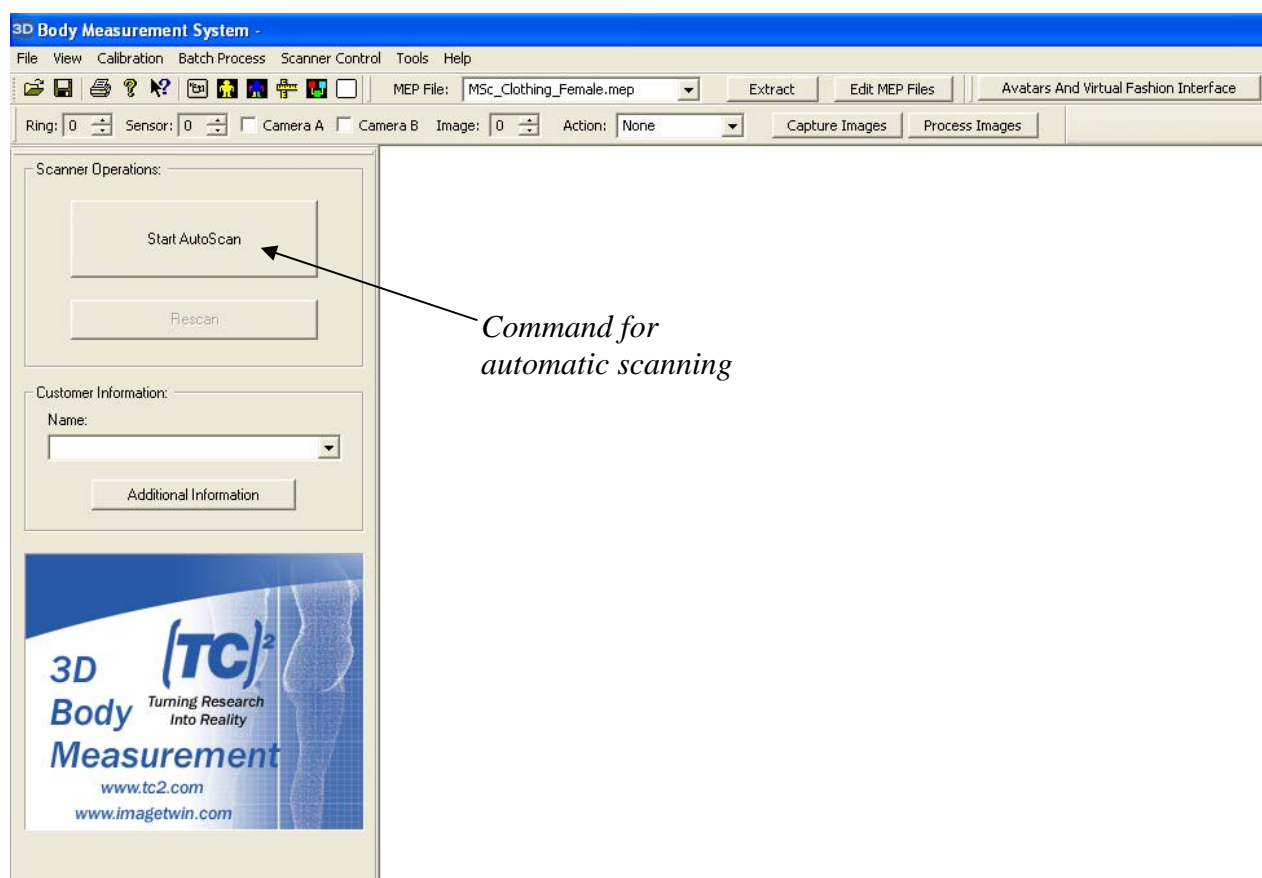 3D Body Measurement System -
File View Calibration Batch Process Scanner Control Tools Help
MEP File: MSc_Clothing_Female.mep Extract Edit MEP Files Avatars And Virtual Fashion Interface
Ring: 0 Sensor: 0 Camera A Camera B Image: 0 Action: None Capture Images Process Images
Scanner Operations:
Start AutoScan
Rescan
Command for
automatic scanning
Customer Information:
Name:
Additional Information
(TC)²
Turning Research
Into Reality
3D
Body
Measurement
www.tc2.com
www.imagetwin.com